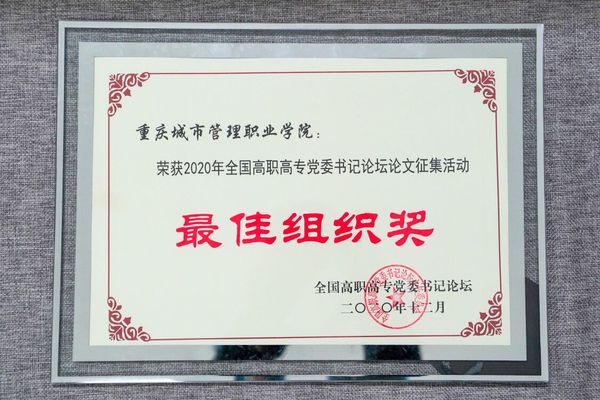 重庆城市管理职业学院：
荣获2020年全国高职高专党委书记论坛论文征集活动
最佳组织奖
全国高职高专党委书记论坛
二〇二〇年十二月